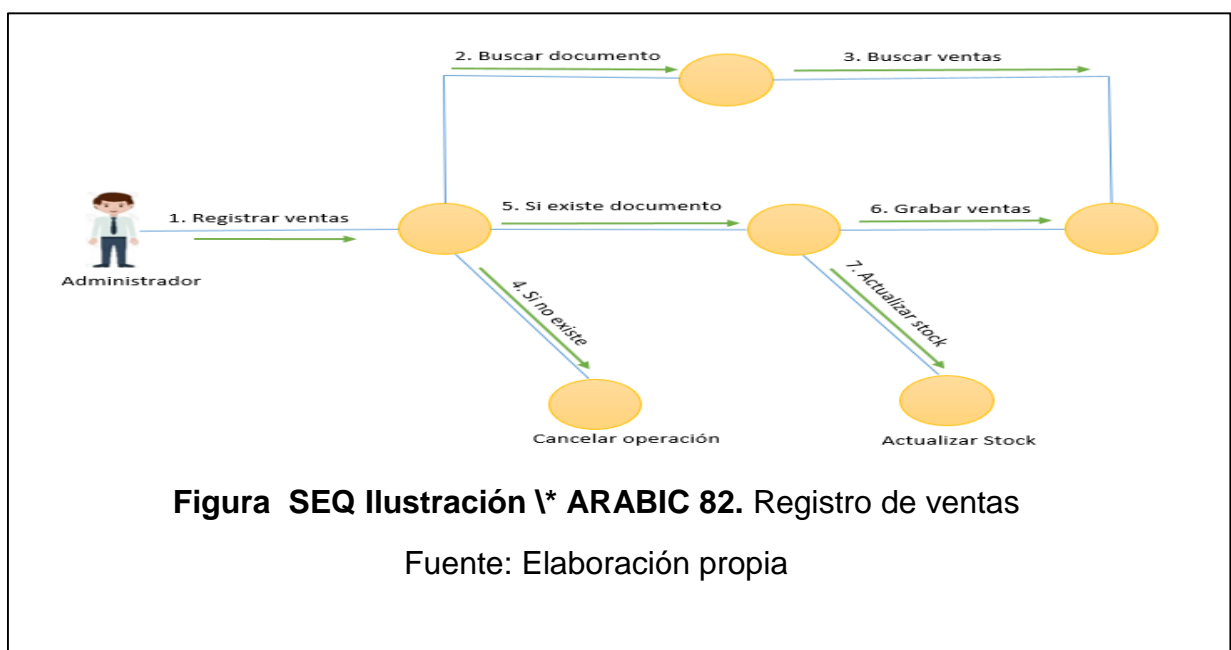 2. Buscar documento
3. Buscar ventas
1. Registrar ventas
5. Si existe documento
6. Grabar ventas
Administrador
4. Si no existe
7. Actualizar stock
Cancelar operación
Actualizar Stock
Figura  SEQ Ilustración \* ARABIC 82. Registro de ventas
Fuente: Elaboración propia